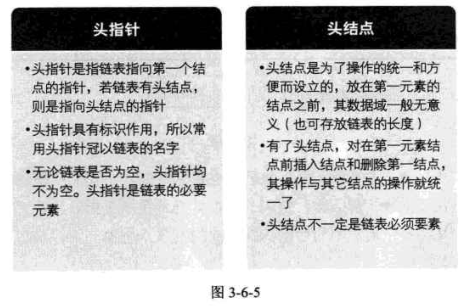 头指针
•头指针是指链表指向第一个结
点的指针，若链表有头结点，
则是指向头结点的指针
•头指针具有标识作用，所以常
用头指针冠以链表的名字
•无论链表是否为空，头指针均
不为空。头指针是链表的必要
元素
头结点
•头结点是为了操作的统一和方
便而设立的，放在第一元素的
结点之前，其数据域一般无意
义（也可存放链表的长度）
•有了头结点，对在第一元素结
点前插入结点和删除第一结点，
其操作与其它结点的操作就统
一了
•头结点不一定是链表必须要素
图 3-6-5